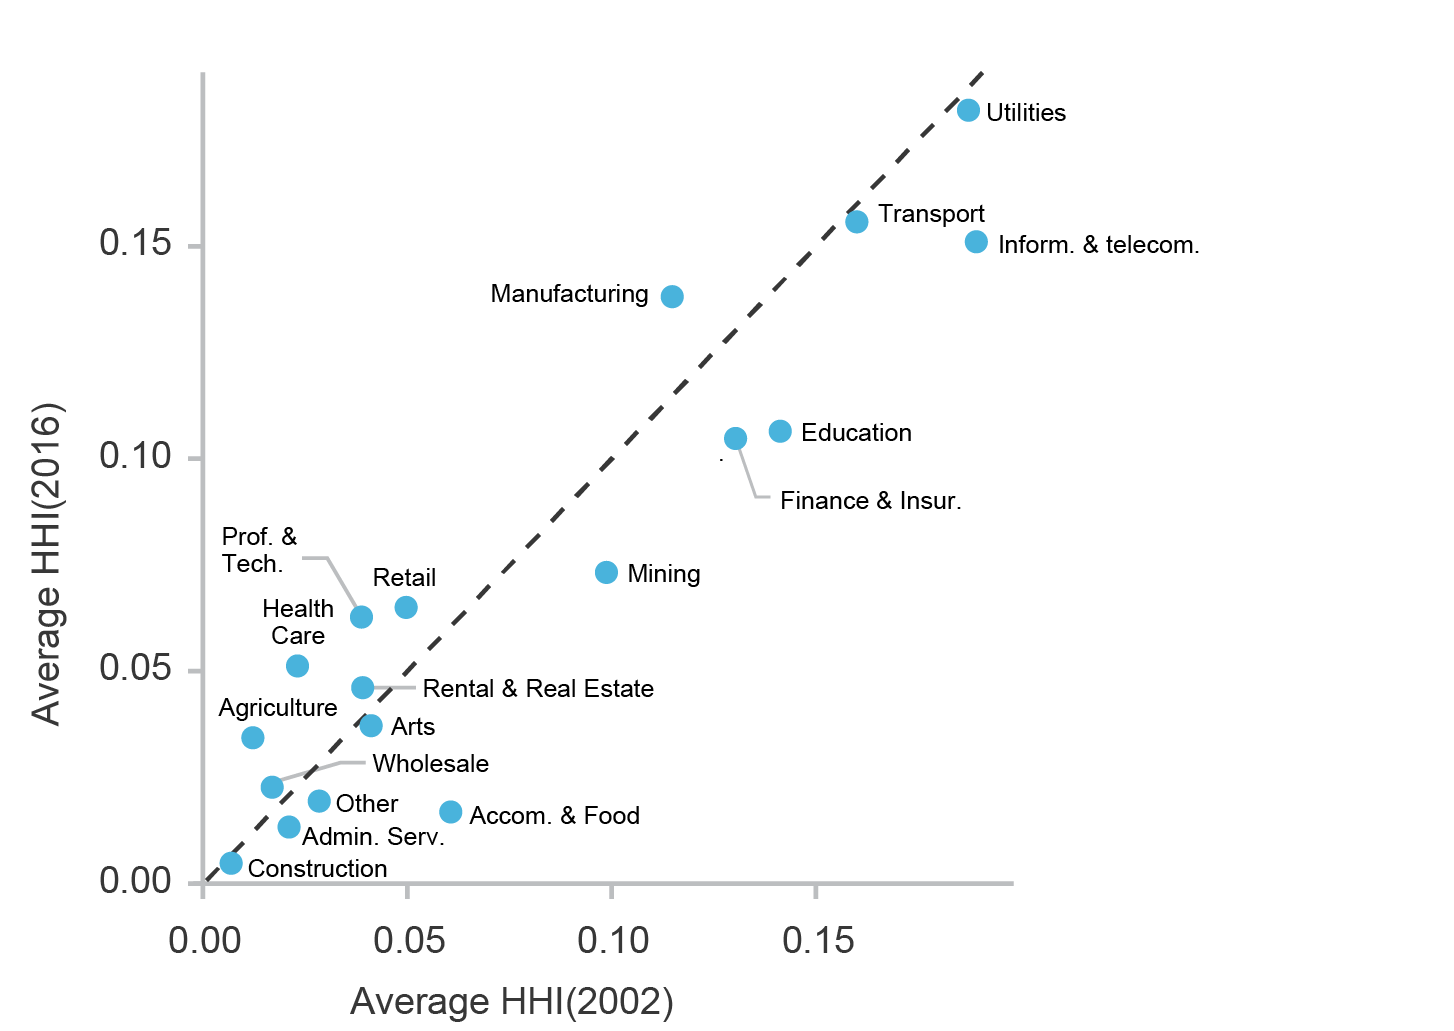 Utilities
Transport
0.15
Inform. & telecom.
Manufacturing
Education
0.10
.
Finance & Insur.
Prof. &
Tech.
Retail
Mining
Health
Care
0.05
Rental & Real Estate
Agriculture
Arts
Wholesale
Other
Accom. & Food
Admin. Serv.
Construction
0.00
0.00 0.05 0.10 0.15
Average HHI(2002)
Average HHI(2016)